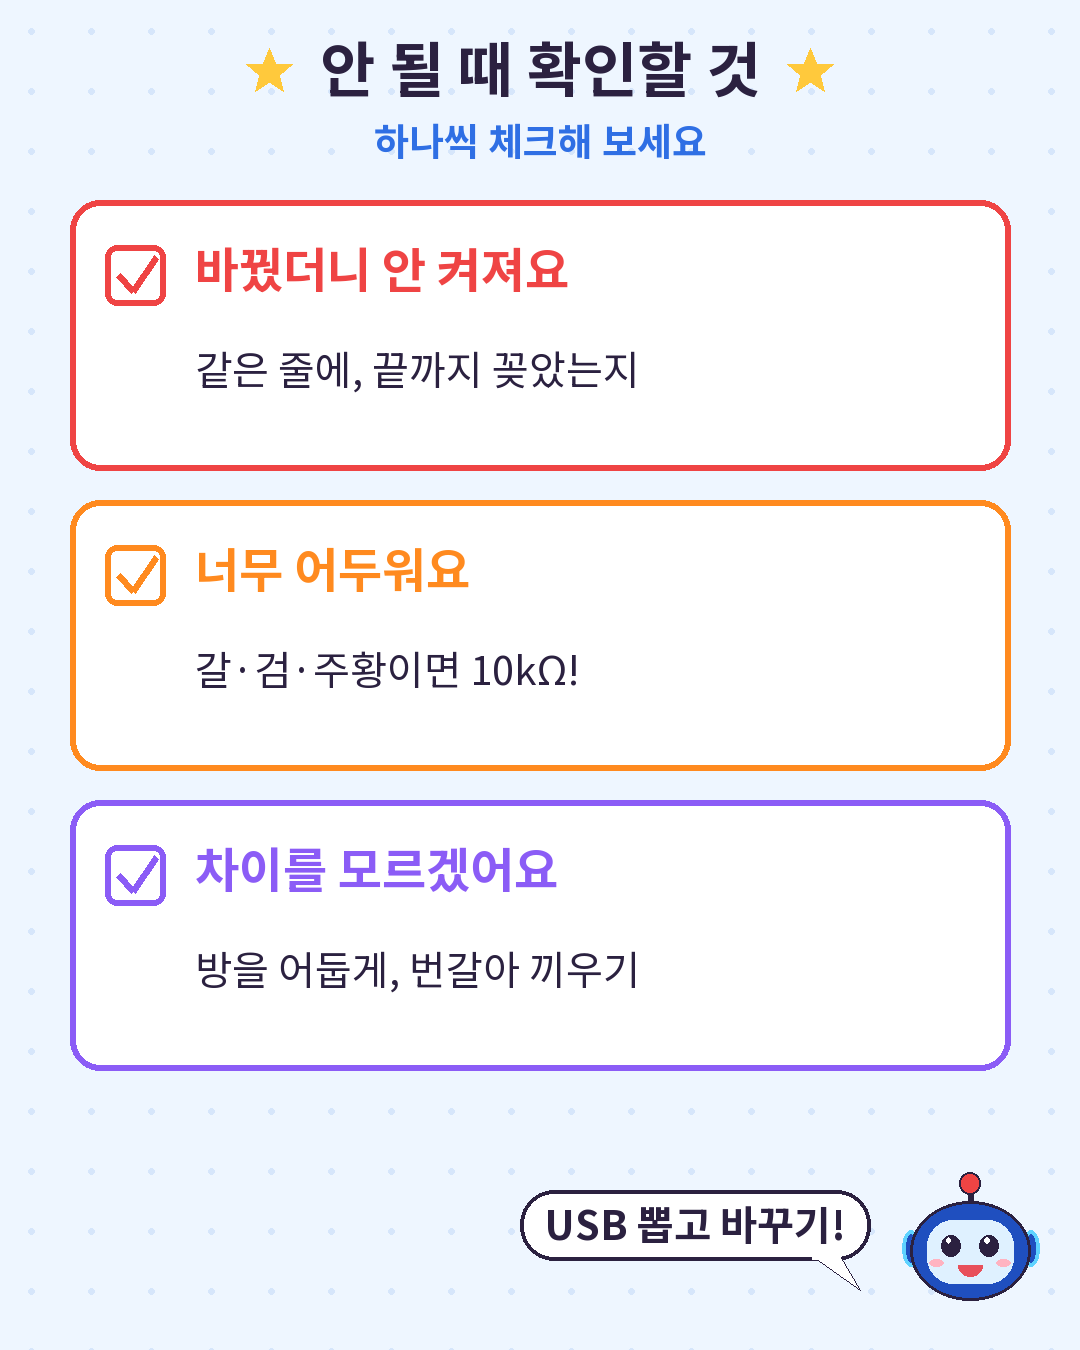 안 될 때 확인할 것
하나씩 체크해 보세요
바꿨더니 안 켜져요
같은 줄에, 끝까지 꽂았는지
너무 어두워요
갈·검·주황이면 10kΩ!
차이를 모르겠어요
방을 어둡게, 번갈아 끼우기
USB 뽑고 바꾸기!